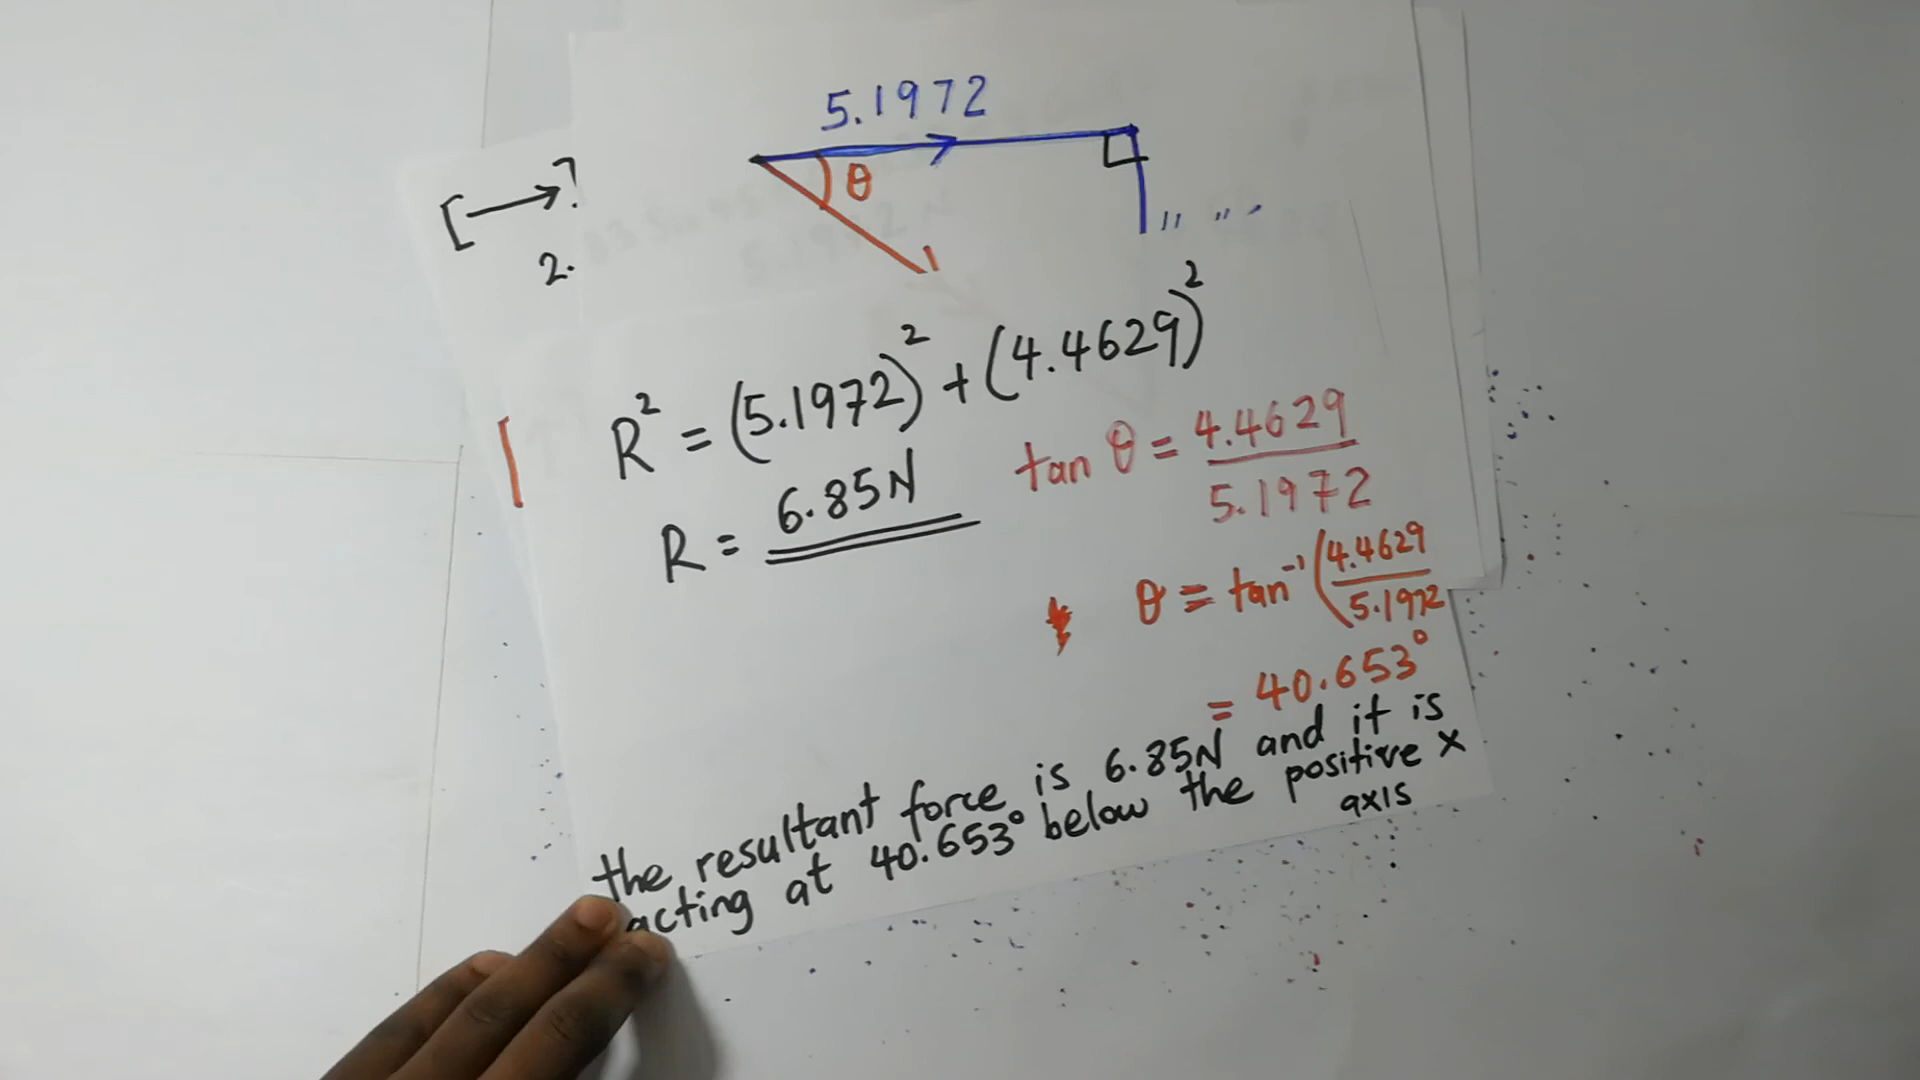 5.1972
θ
[→?
2.
R² = (5.1972)² + (4.4629)²
R = 6.85N
tan θ = 4.4629
5.1972
θ = tan⁻¹(4.4629
5.1972
= 40.653°
the resultant force is 6.85N and it is
acting at 40.653° below the positive x
axis